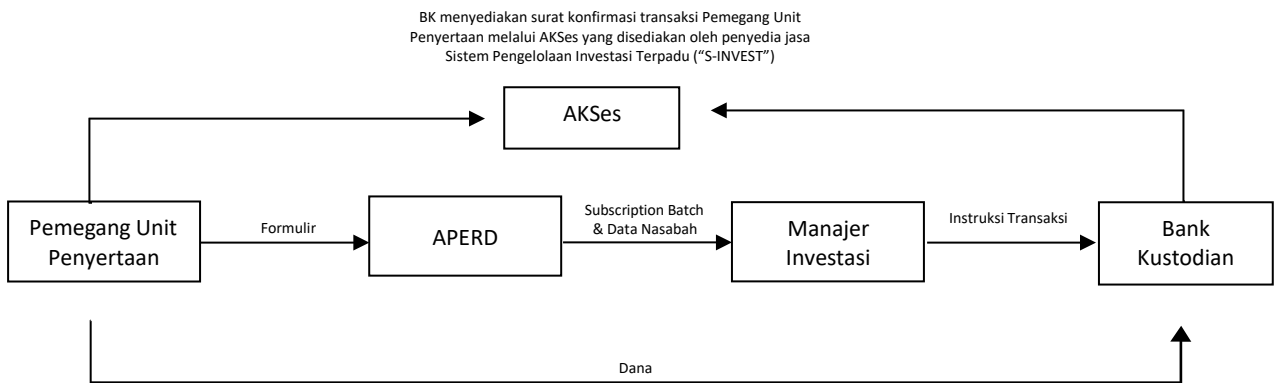 BK menyediakan surat konfirmasi transaksi Pemegang Unit
Penyertaan melalui AKSes yang disediakan oleh penyedia jasa
Sistem Pengelolaan Investasi Terpadu (“S-INVEST”)
AKSes
Pemegang Unit
Penyertaan
Formulir
APERD
Subscription Batch
& Data Nasabah
Manajer
Investasi
Instruksi Transaksi
Bank
Kustodian
Dana